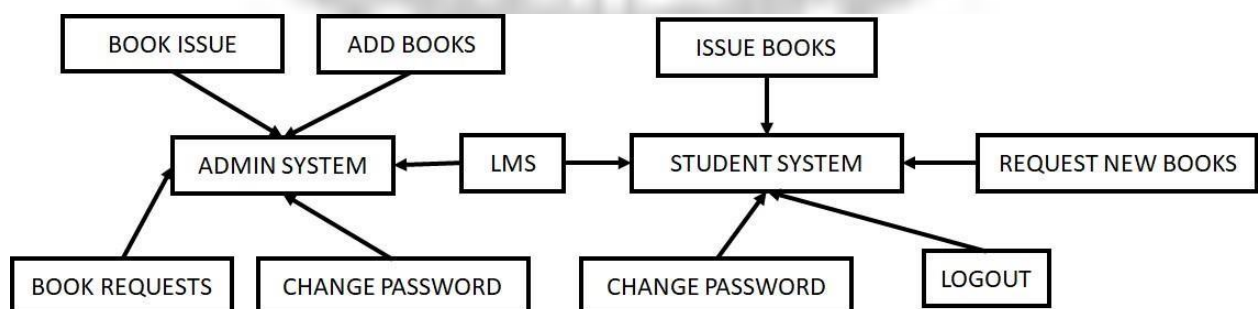 BOOK ISSUE
ADD BOOKS
ISSUE BOOKS
ADMIN SYSTEM
LMS
STUDENT SYSTEM
REQUEST NEW BOOKS
BOOK REQUESTS
CHANGE PASSWORD
CHANGE PASSWORD
LOGOUT